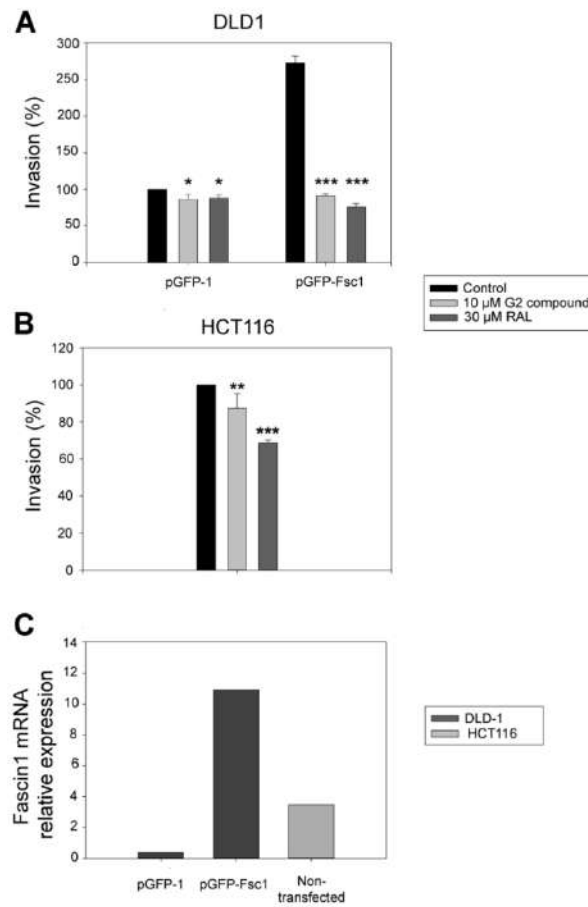 A
DLD1
Invasion (%)
300
250
200
150
100
50
0
* * *** ***
pGFP-1 pGFP-Fsc1
Control
10 µM G2 compound
30 µM RAL
B
HCT116
Invasion (%)
120
100
80
60
40
20
0
** ***
C
Fascin1 mRNA
relative expression
14
12
10
8
6
4
2
0
pGFP-1 pGFP-Fsc1 Non-
transfected
DLD-1
HCT116